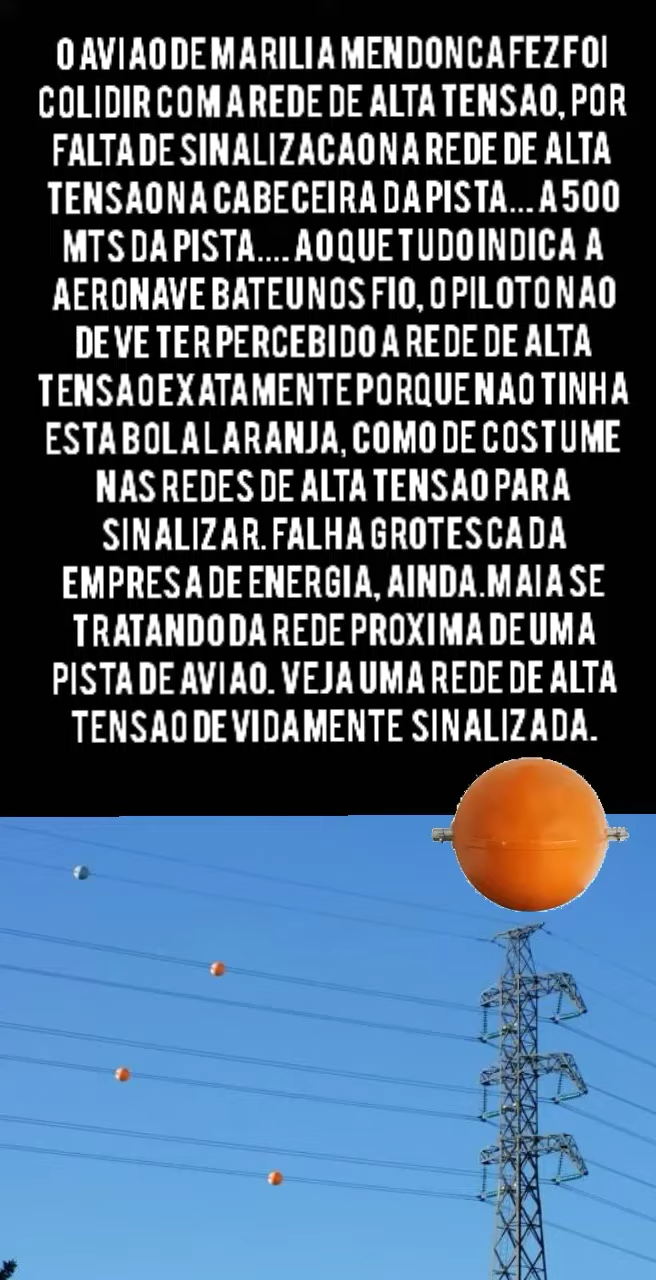 O AVIAO DE MARILIA MENDONCA FEZ FOI
COLIDIR COM A REDE DE ALTA TENSAO, POR
FALTA DE SINALIZACAO NA REDE DE ALTA
TENSAO NA CABECEIRA DA PISTA... A 500
MTS DA PISTA.... AO QUE TUDO INDICA A
AERONAVE BATEU NOS FIO, O PILOTO NAO
DEVE TER PERCEBIDO A REDE DE ALTA
TENSAO EXATAMENTE PORQUE NAO TINHA
ESTA BOLA LARANJA, COMO DE COSTUME
NAS REDES DE ALTA TENSAO PARA
SINALIZAR. FALHA GROTESCA DA
EMPRESA DE ENERGIA, AINDA.MAIA SE
TRATANDO DA REDE PROXIMA DE UMA
PISTA DE AVIAO. VEJA UMA REDE DE ALTA
TENSAO DEVIDAMENTE SINALIZADA.